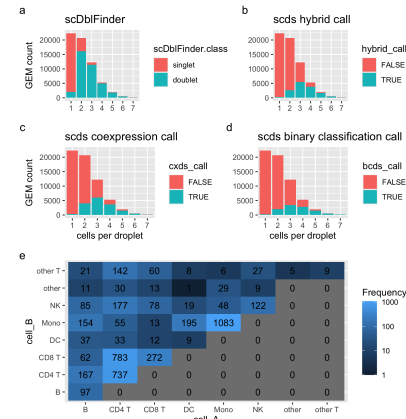 a
scDblFinder
GEM count
20000
15000
10000
5000
0
1 2 3 4 5 6 7
scDblFinder.class
singlet
doublet
b
scds hybrid call
20000
15000
10000
5000
0
1 2 3 4 5 6 7
hybrid_call
FALSE
TRUE
c
scds coexpression call
GEM count
20000
15000
10000
5000
0
1 2 3 4 5 6 7
cells per droplet
cxds_call
FALSE
TRUE
d
scds binary classification call
20000
15000
10000
5000
0
1 2 3 4 5 6 7
cells per droplet
bcds_call
FALSE
TRUE
e
cell_B
other T 21 142 60 8 6 27 5 9
other 11 30 13 1 29 9 0 0
NK 85 177 78 19 48 122 0 0
Mono 154 55 13 195 1083 0 0 0
DC 37 33 12 9 0 0 0 0
CD8 T 62 783 272 0 0 0 0 0
CD4 T 167 737 0 0 0 0 0 0
B 97 0 0 0 0 0 0 0
B CD4 T CD8 T DC Mono NK other other T
cell_A
Frequency
1000
100
10
1